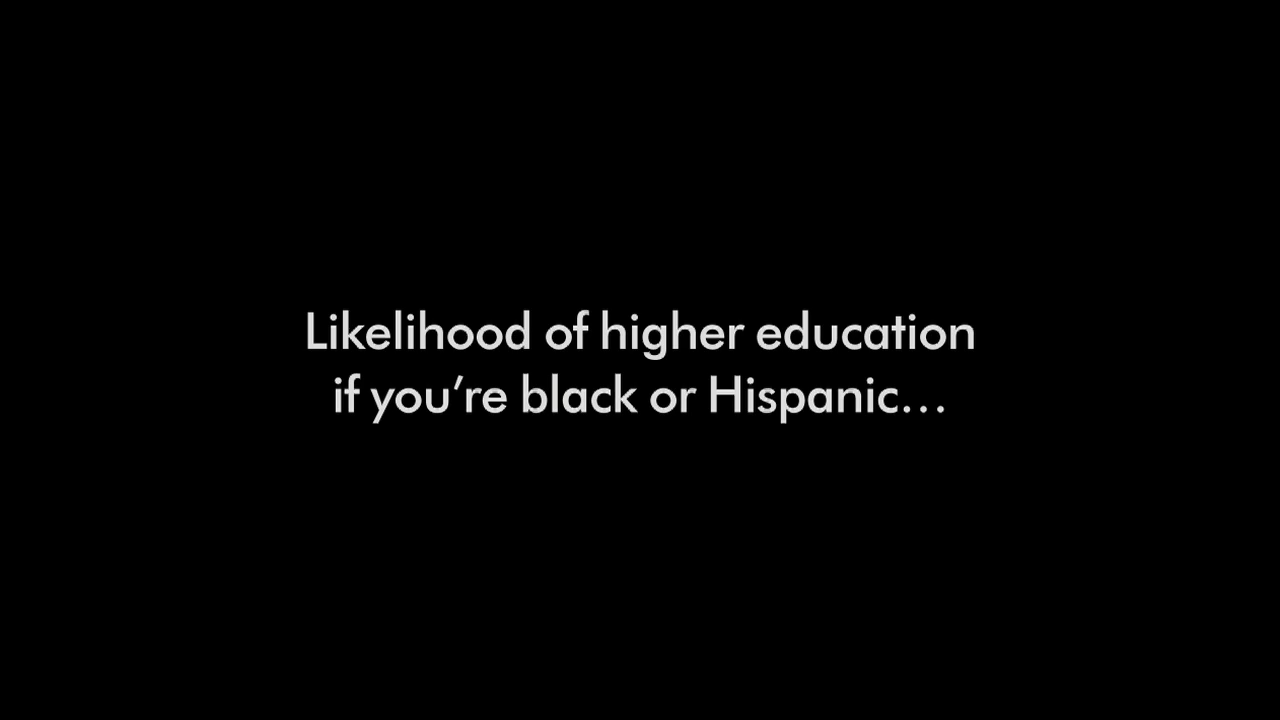 Likelihood of higher education
if you’re black or Hispanic…